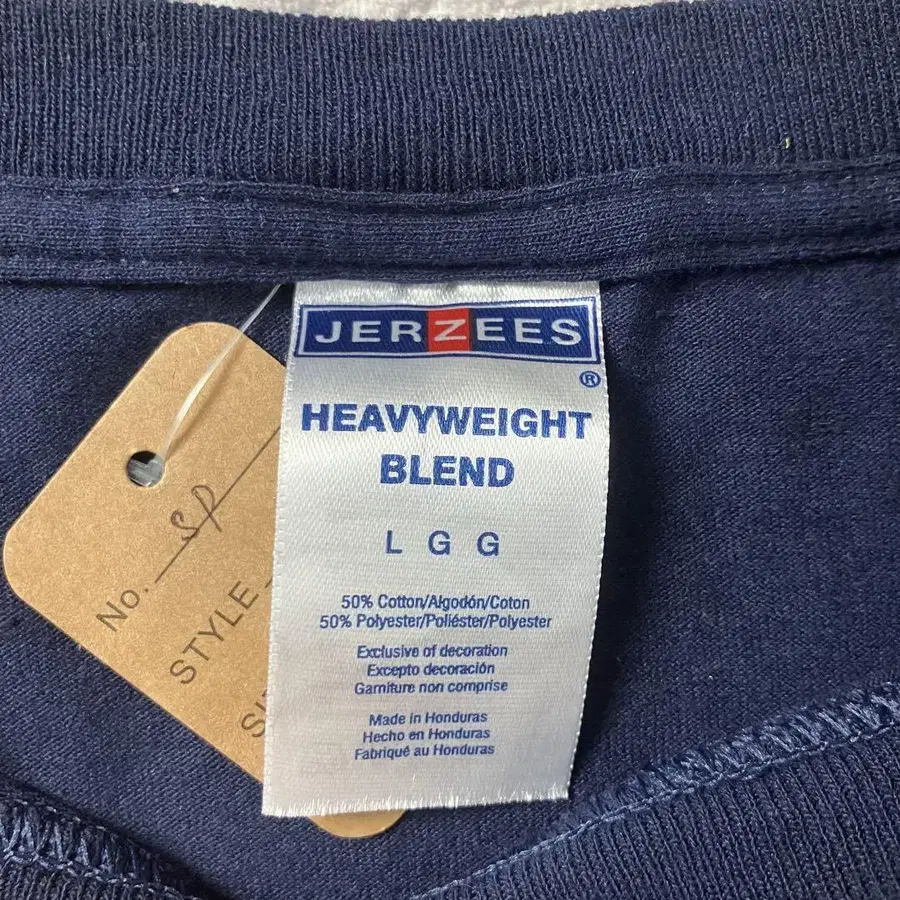 JERZEES
®
HEAVYWEIGHT
BLEND
L G G
50% Cotton/Algodón/Coton
50% Polyester/Poliéster/Polyester
Exclusive of decoration
Excepto decoración
Garniture non comprise
Made in Honduras
Hecho en Honduras
Fabriqué au Honduras
No.
STYLE